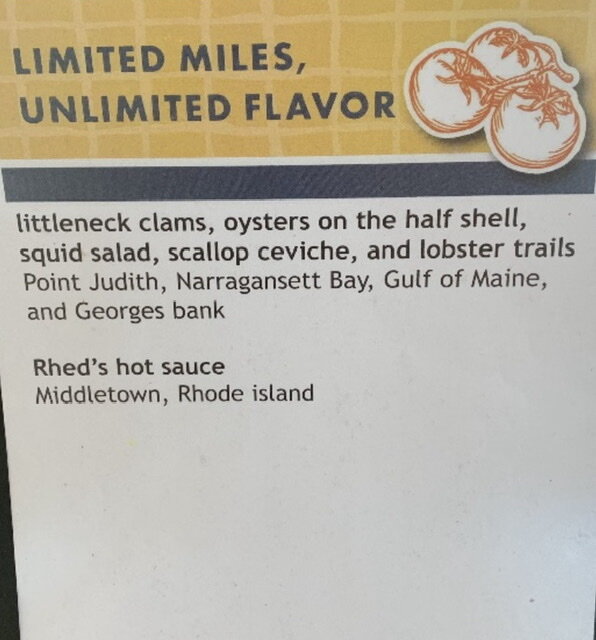 LIMITED MILES,
UNLIMITED FLAVOR
littleneck clams, oysters on the half shell,
squid salad, scallop ceviche, and lobster trails
Point Judith, Narragansett Bay, Gulf of Maine,
and Georges bank
Rhed's hot sauce
Middletown, Rhode island